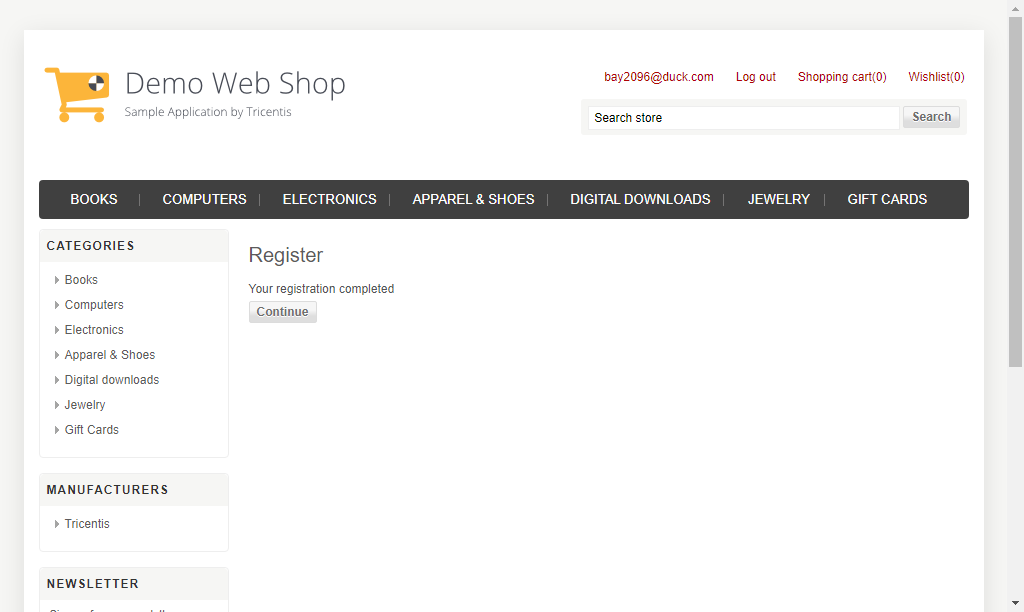 Demo Web Shop
Sample Application by Tricentis
bay2096@duck.com Log out Shopping cart(0) Wishlist(0)
Search store Search
BOOKS COMPUTERS ELECTRONICS APPAREL & SHOES DIGITAL DOWNLOADS JEWELRY GIFT CARDS
CATEGORIES
Books
Computers
Electronics
Apparel & Shoes
Digital downloads
Jewelry
Gift Cards
MANUFACTURERS
Tricentis
NEWSLETTER
Register
Your registration completed
Continue